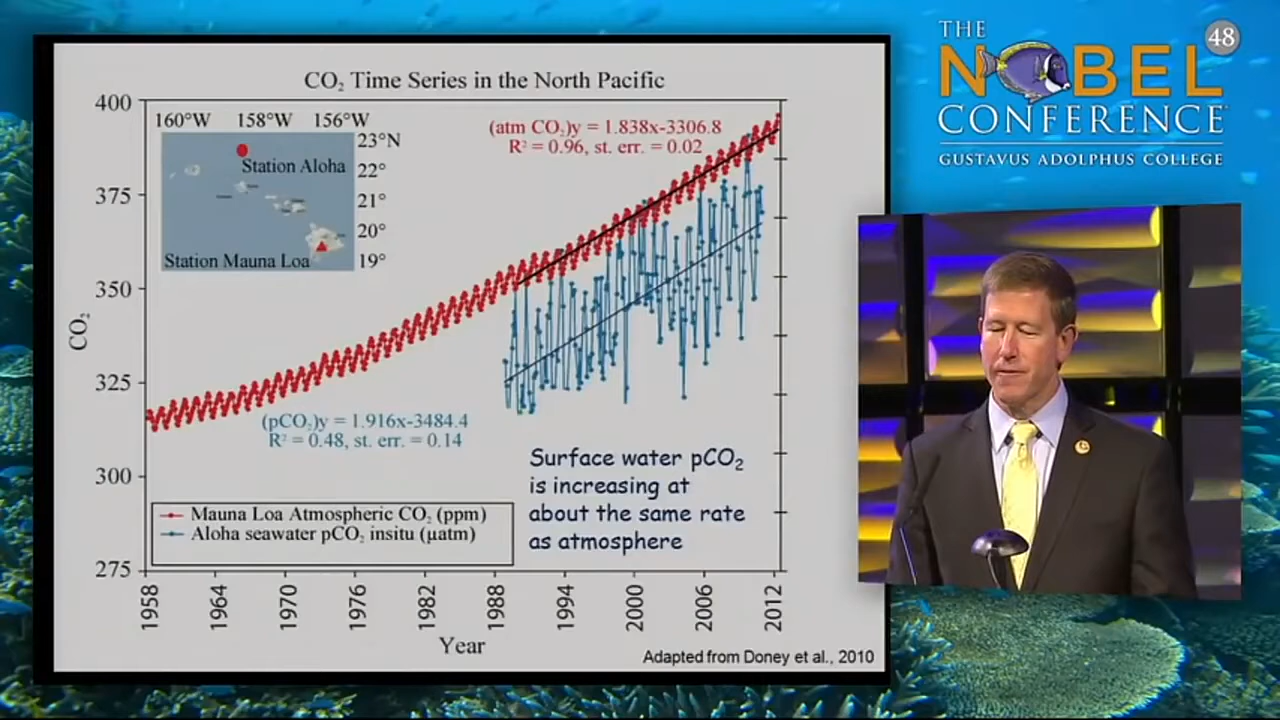 CO₂ Time Series in the North Pacific
400
375
350
325
300
275
CO₂
160°W 158°W 156°W
23°N
22°
21°
20°
19°
Station Aloha
Station Mauna Loa
(atm CO₂)y = 1.838x-3306.8
R² = 0.96, st. err. = 0.02
(pCO₂)y = 1.916x-3484.4
R² = 0.48, st. err. = 0.14
Surface water pCO₂
is increasing at
about the same rate
as atmosphere
Mauna Loa Atmospheric CO₂ (ppm)
Aloha seawater pCO₂ insitu (µatm)
1958 1964 1970 1976 1982 1988 1994 2000 2006 2012
Year
Adapted from Doney et al., 2010
THE
NOBEL
48
CONFERENCE
GUSTAVUS ADOLPHUS COLLEGE